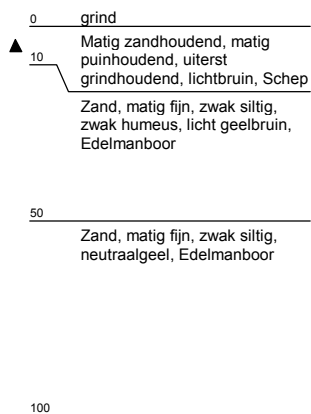 0 grind
Matig zandhoudend, matig
10 puinhoudend, uiterst
grindhoudend, lichtbruin, Schep
Zand, matig fijn, zwak siltig,
zwak humeus, licht geelbruin,
Edelmanboor
50
Zand, matig fijn, zwak siltig,
neutraalgeel, Edelmanboor
100